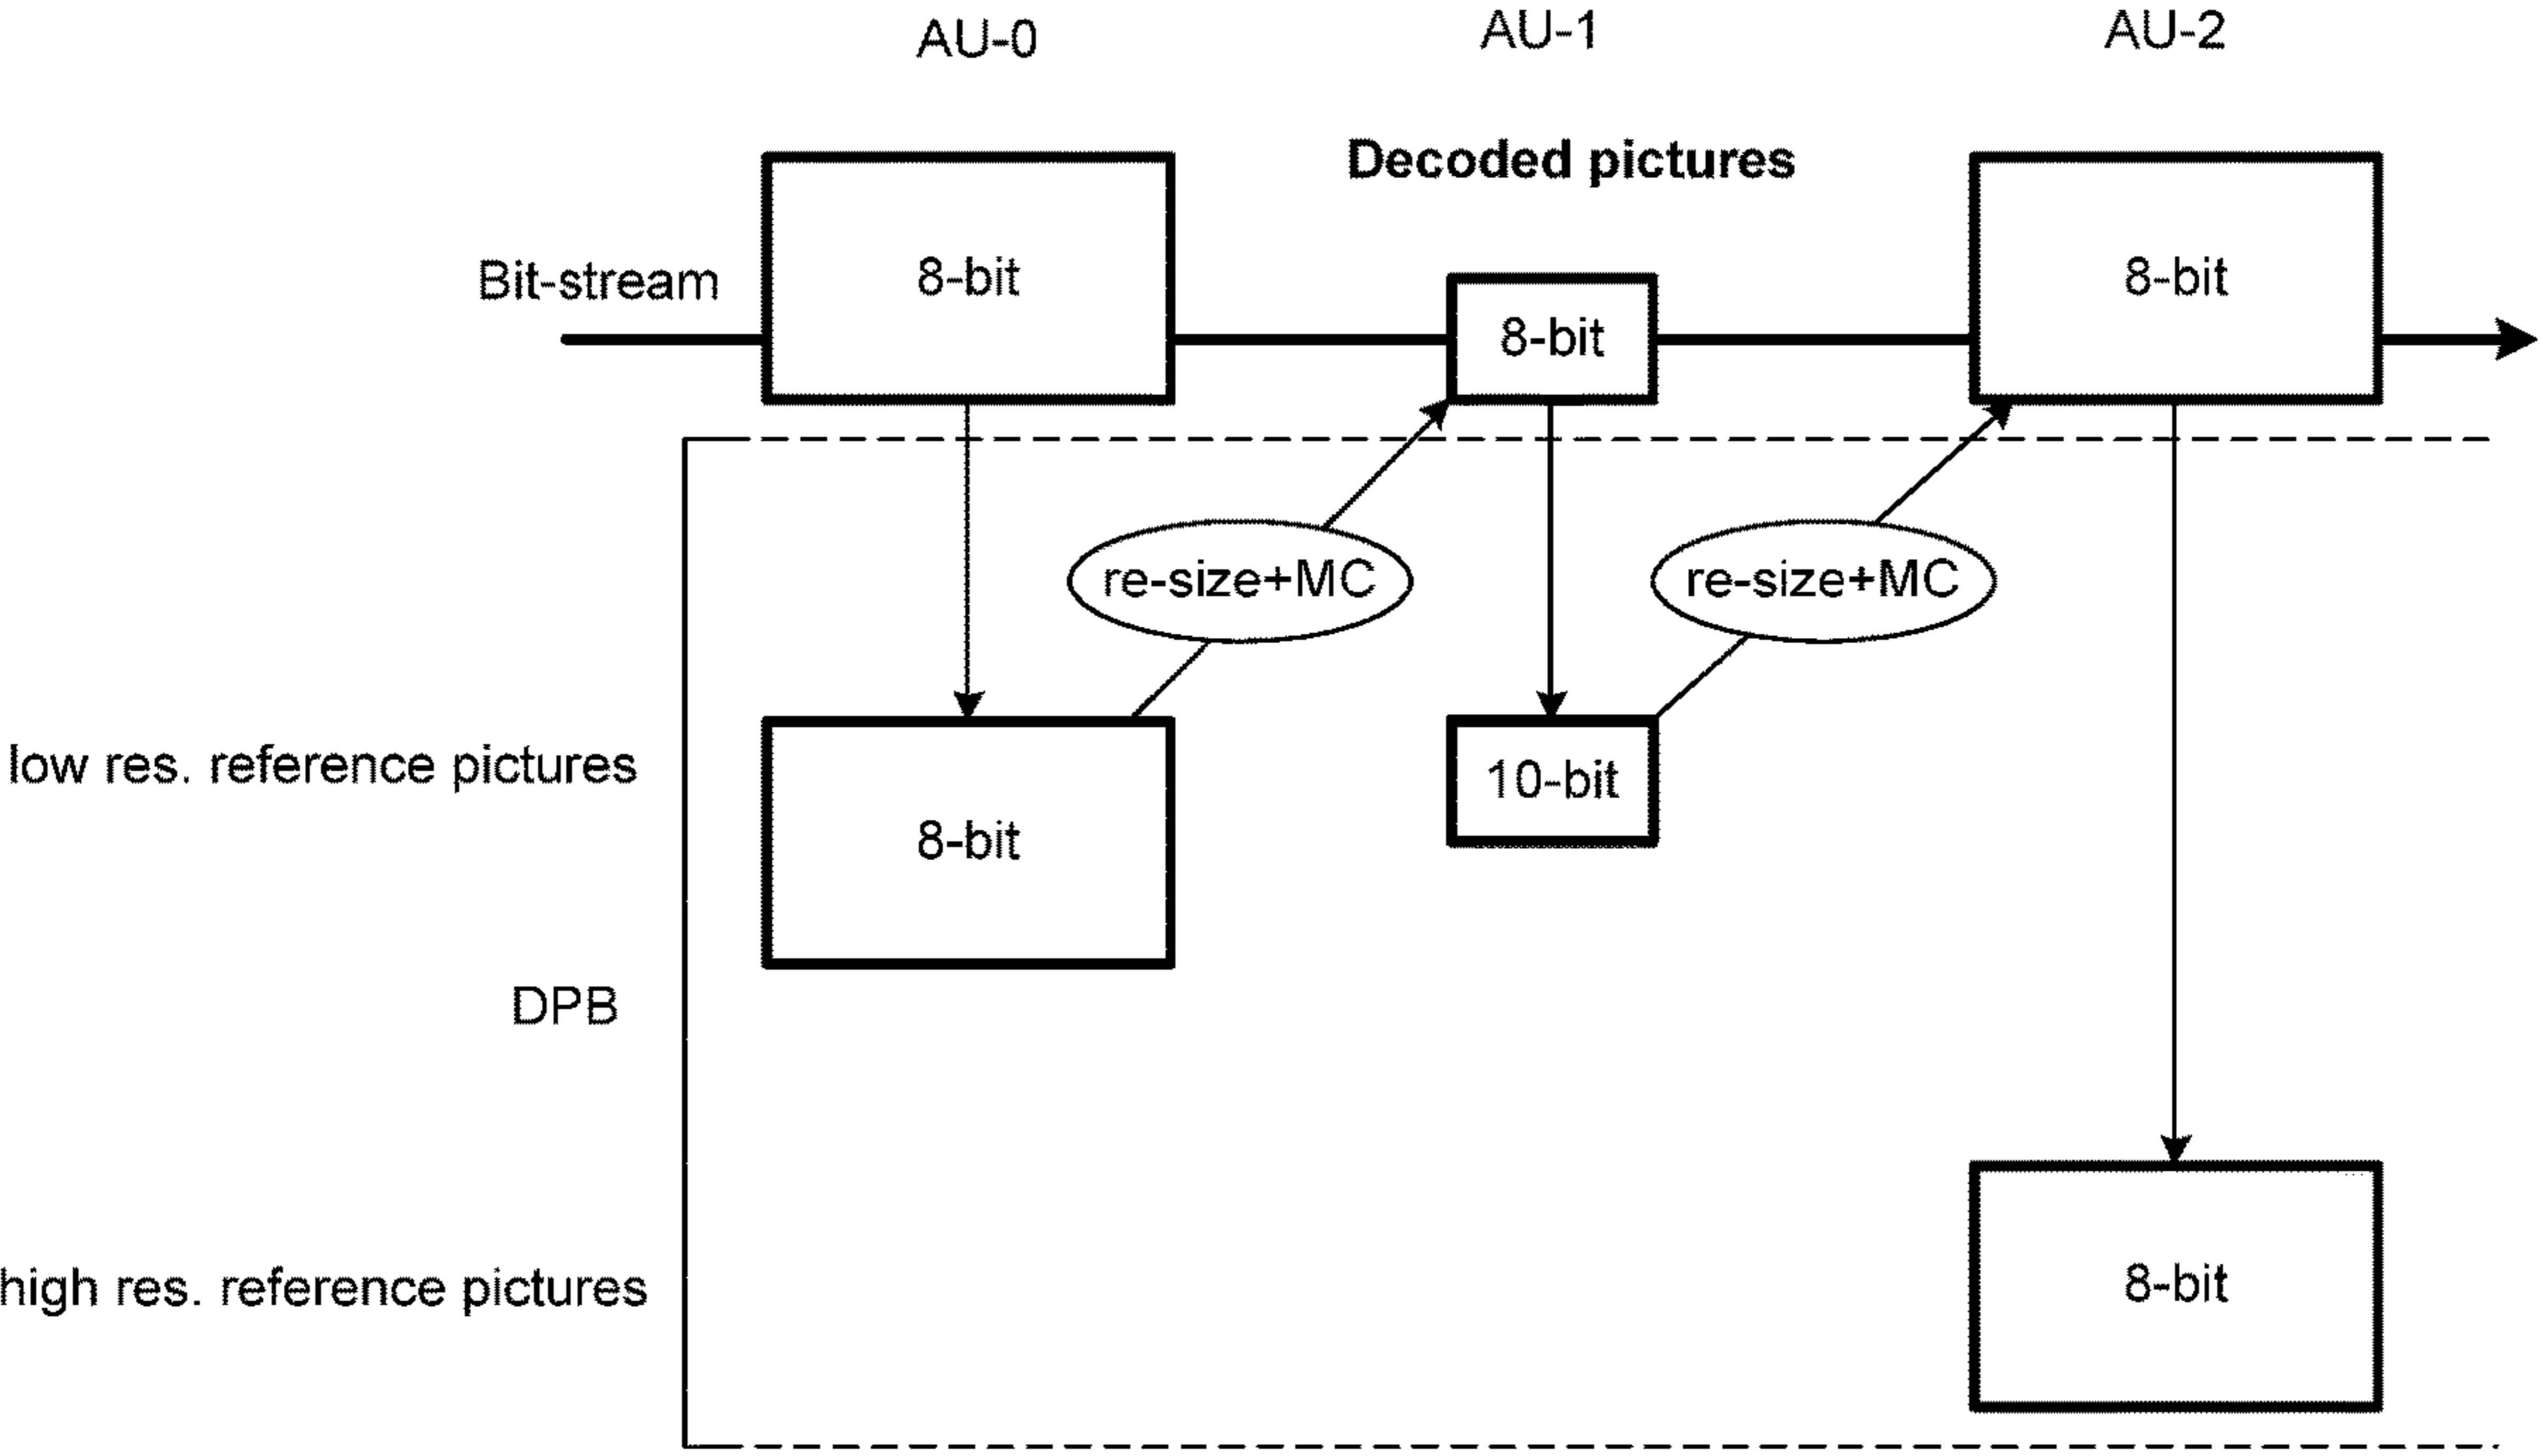 AU-0
AU-1
AU-2
Decoded pictures
Bit-stream
8-bit
8-bit
8-bit
re-size+MC
re-size+MC
low res. reference pictures
8-bit
10-bit
DPB
high res. reference pictures
8-bit